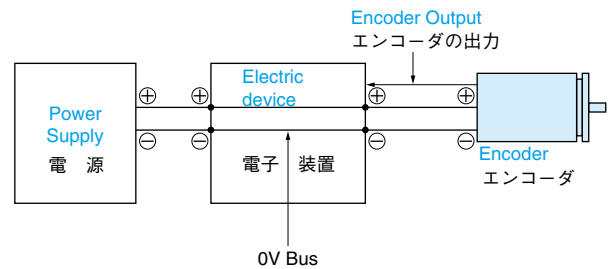 Encoder Output
エンコーダの出力
Power
Supply
電 源
Electric
device
電子 装置
Encoder
エンコーダ
0V Bus